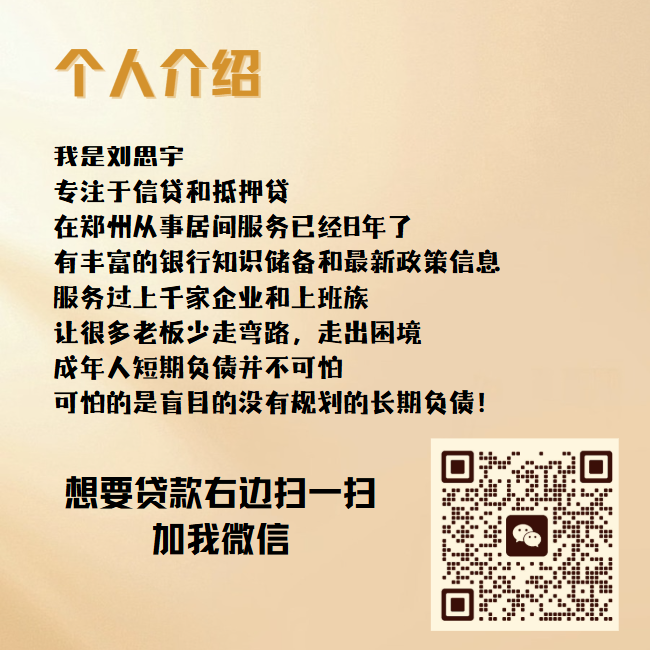 个人介绍
我是刘思宇
专注于信贷和抵押贷
在郑州从事居间服务已经8年了
有丰富的银行知识储备和最新政策信息
服务过上千家企业和上班族
让很多老板少走弯路，走出困境
成年人短期负债并不可怕
可怕的是盲目的没有规划的长期负债！
想要贷款右边扫一扫
加我微信